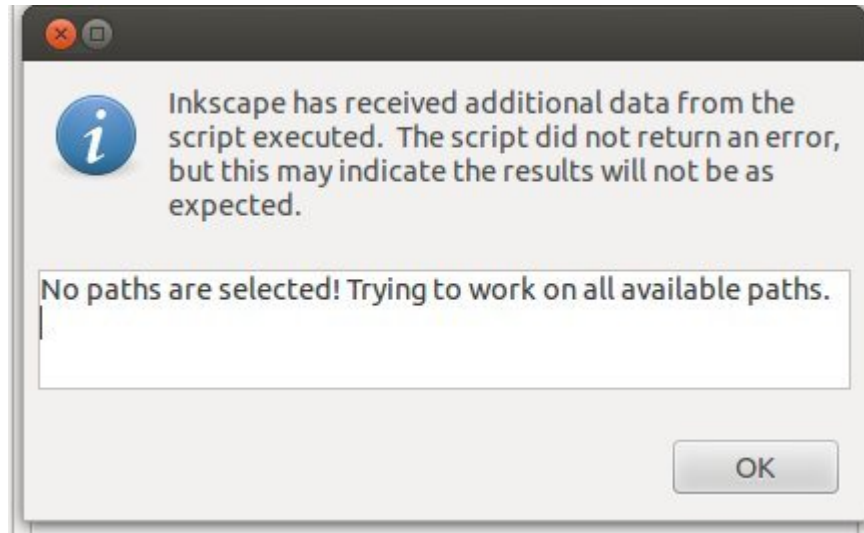 Inkscape has received additional data from the
script executed.  The script did not return an error,
but this may indicate the results will not be as
expected.
No paths are selected! Trying to work on all available paths.
OK